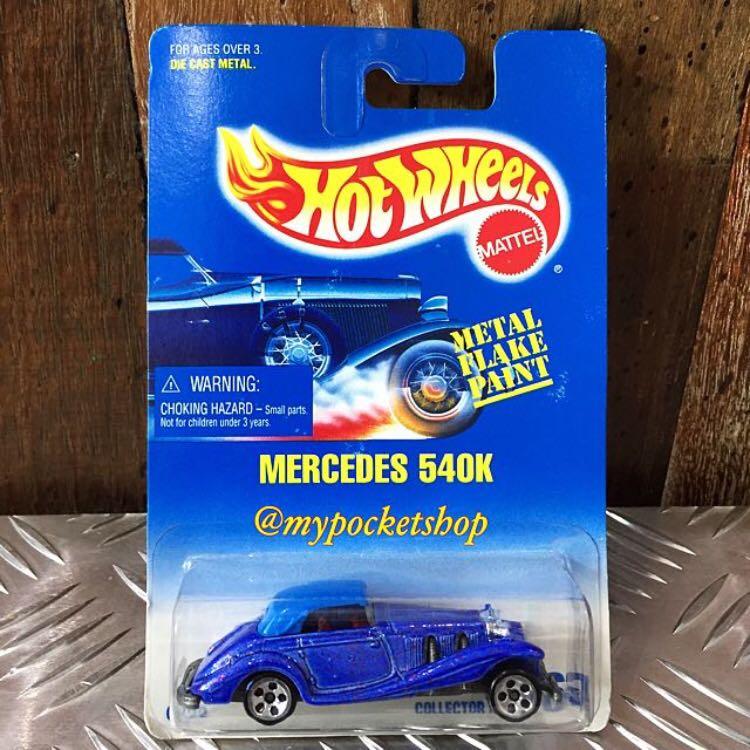 FOR AGES OVER 3.
DIE CAST METAL.
HOT WHEELS
MATTEL
®
METAL
FLAKE
PAINT
⚠ WARNING:
CHOKING HAZARD – Small parts.
Not for children under 3 years.
MERCEDES 540K
@mypocketshop
COLLECTOR